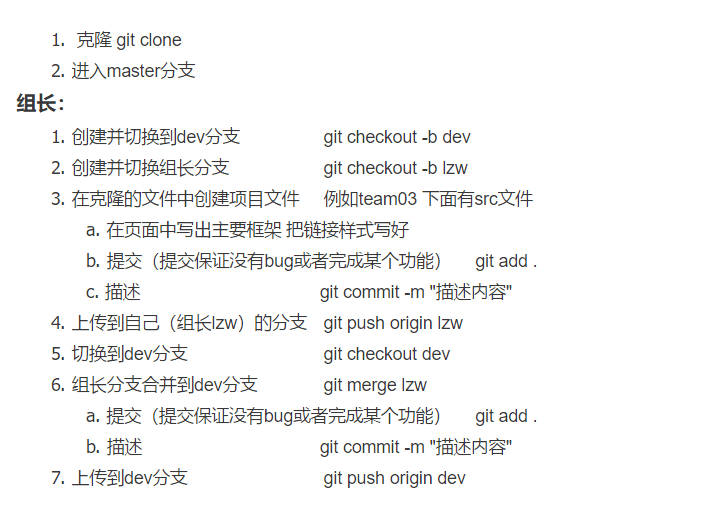 1. 克隆 git clone
2. 进入master分支
组长：
1. 创建并切换到dev分支 git checkout -b dev
2. 创建并切换组长分支 git checkout -b lzw
3. 在克隆的文件中创建项目文件 例如team03 下面有src文件
a. 在页面中写出主要框架 把链接样式写好
b. 提交（提交保证没有bug或者完成某个功能） git add .
c. 描述 git commit -m "描述内容"
4. 上传到自己（组长lzw）的分支 git push origin lzw
5. 切换到dev分支 git checkout dev
6. 组长分支合并到dev分支 git merge lzw
a. 提交（提交保证没有bug或者完成某个功能） git add .
b. 描述 git commit -m "描述内容"
7. 上传到dev分支 git push origin dev